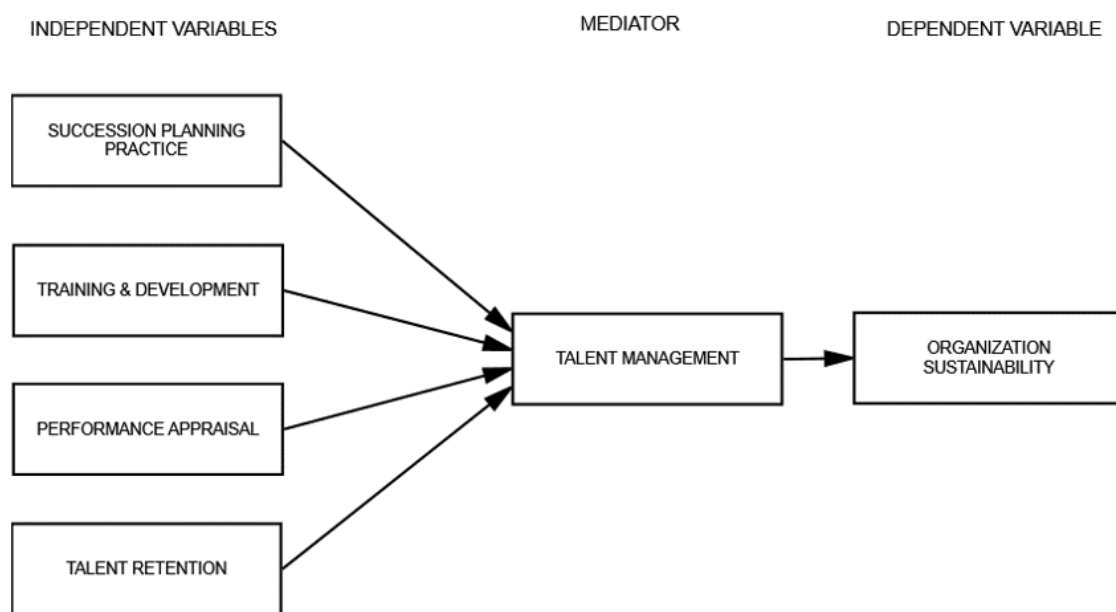 INDEPENDENT VARIABLES
MEDIATOR
DEPENDENT VARIABLE
SUCCESSION PLANNING
PRACTICE
TRAINING & DEVELOPMENT
PERFORMANCE APPRAISAL
TALENT RETENTION
TALENT MANAGEMENT
ORGANIZATION
SUSTAINABILITY